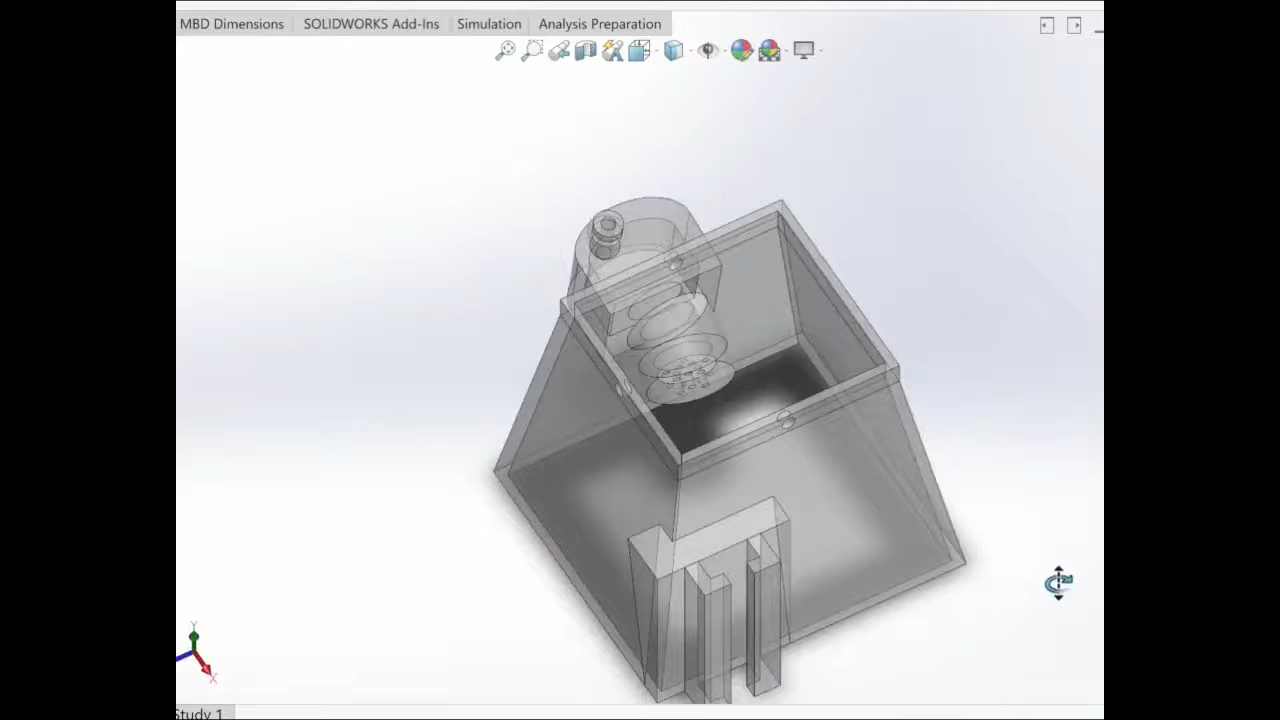 MBD Dimensions SOLIDWORKS Add-Ins Simulation Analysis Preparation
Y
X
Study 1